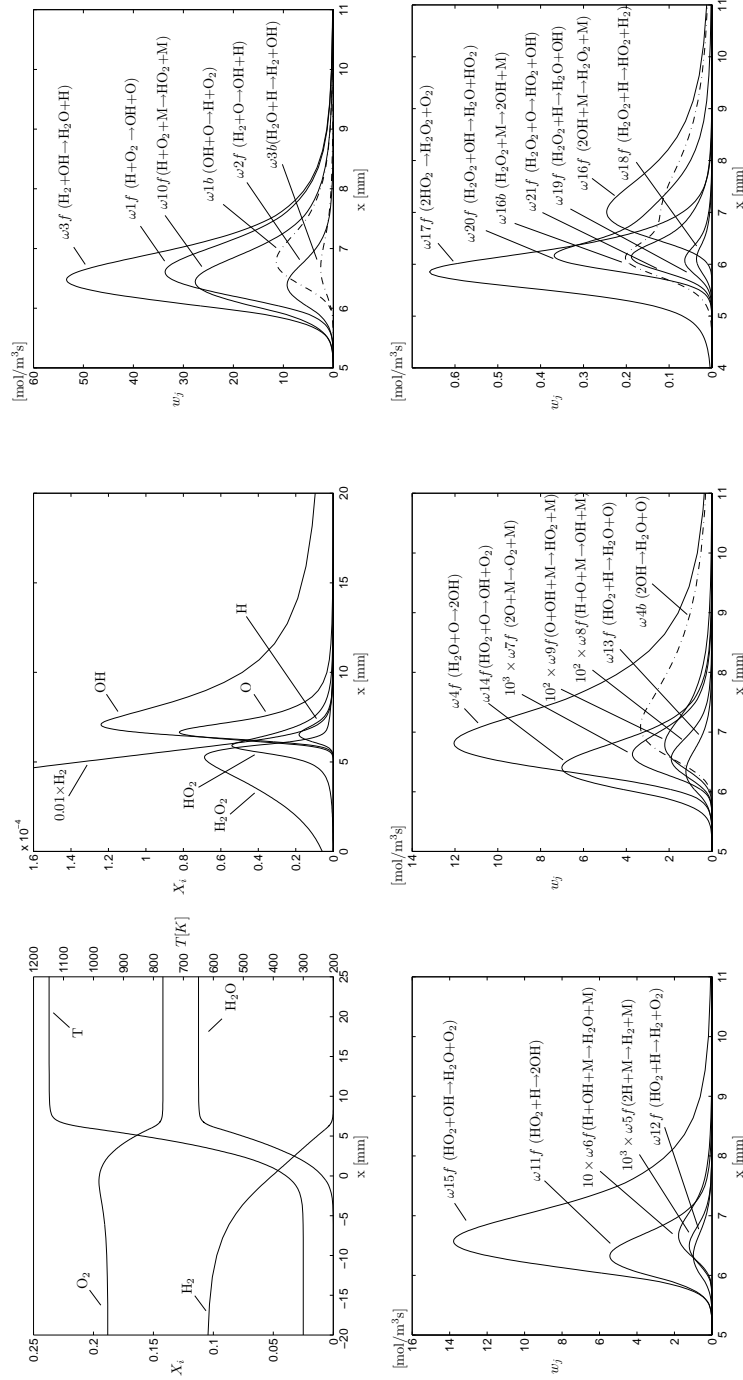 0.25
0.2
0.15
0.1
0.05
0
X_i
1200
1100
1000
900
800
700
600
500
400
300
200
T[K]
−20
−15
−10
−5
0
5
10
15
20
25
x [mm]
O₂
H₂
T
H₂O
x 10⁻⁴
1.6
1.2
1
0.8
0.4
0.2
0
X_i
0
5
10
15
20
x [mm]
0.01×H₂
OH
HO₂
H₂O₂
O
H
[mol/m³s]
60
50
40
30
20
10
0
w_j
5
6
7
8
9
10
11
x [mm]
ω3f (H₂+OH→H₂O+H)
ω1f (H+O₂→OH+O)
ω10f(H+O₂+M→HO₂+M)
ω1b (OH+O→H+O₂)
ω2f (H₂+O→OH+H)
ω3b(H₂O+H→H₂+OH)
[mol/m³s]
16
14
12
10
8
6
4
2
0
w_j
5
6
7
8
9
10
11
x [mm]
ω15f (HO₂+OH→H₂O+O₂)
ω11f (HO₂+H→2OH)
10 × ω6f(H+OH+M→H₂O+M)
10³ × ω5f(2H+M→H₂+M)
ω12f (HO₂+H→H₂+O₂)
[mol/m³s]
14
12
10
8
6
4
2
0
w_j
5
6
7
8
9
10
11
x [mm]
ω4f (H₂O+O→2OH)
ω14f(HO₂+O→OH+O₂)
10³ × ω7f (2O+M→O₂+M)
10² × ω9f(O+OH+M→HO₂+M)
10² × ω8f(H+O+M→OH+M)
ω13f (HO₂+H→H₂O+O)
ω4b (2OH→H₂O+O)
[mol/m³s]
0.6
0.5
0.4
0.3
0.2
0.1
0
w_j
4
5
6
7
8
9
10
11
x [mm]
ω17f (2HO₂→H₂O₂+O₂)
ω20f (H₂O₂+OH→H₂O+HO₂)
ω16b (H₂O₂+M→2OH+M)
ω21f (H₂O₂+O→HO₂+OH)
ω19f (H₂O₂+H→H₂O+OH)
ω16f (2OH+M→H₂O₂+M)
ω18f (H₂O₂+H→HO₂+H₂)